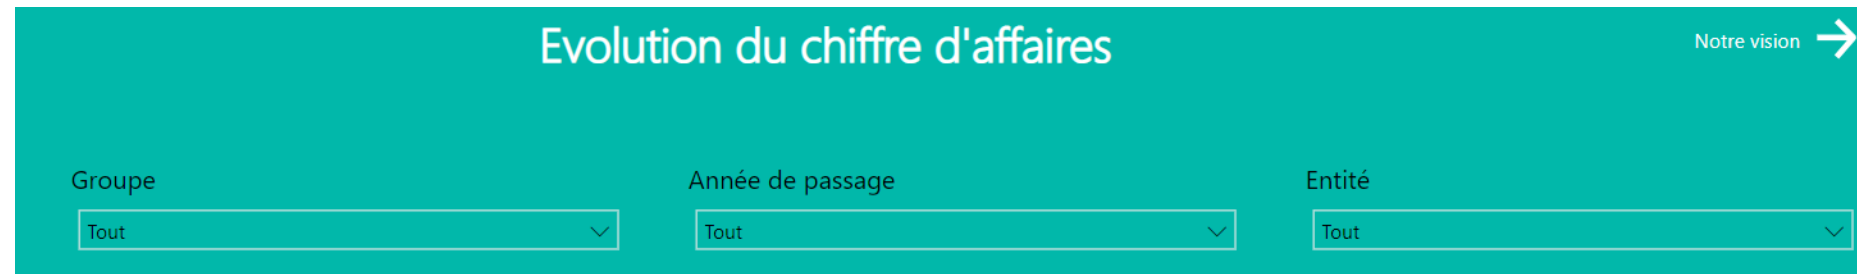 Evolution du chiffre d'affaires
Notre vision
Groupe
Année de passage
Entité
Tout
Tout
Tout